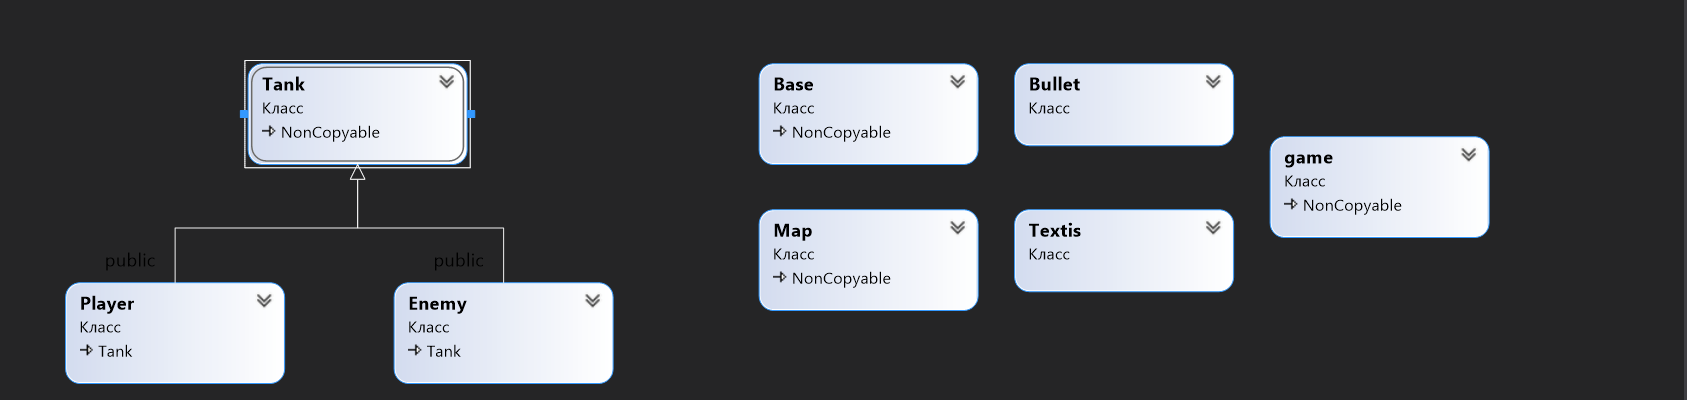 Tank
Класс
NonCopyable
Base
Класс
NonCopyable
Bullet
Класс
game
Класс
NonCopyable
Map
Класс
NonCopyable
Textis
Класс
public
public
Player
Класс
Tank
Enemy
Класс
Tank